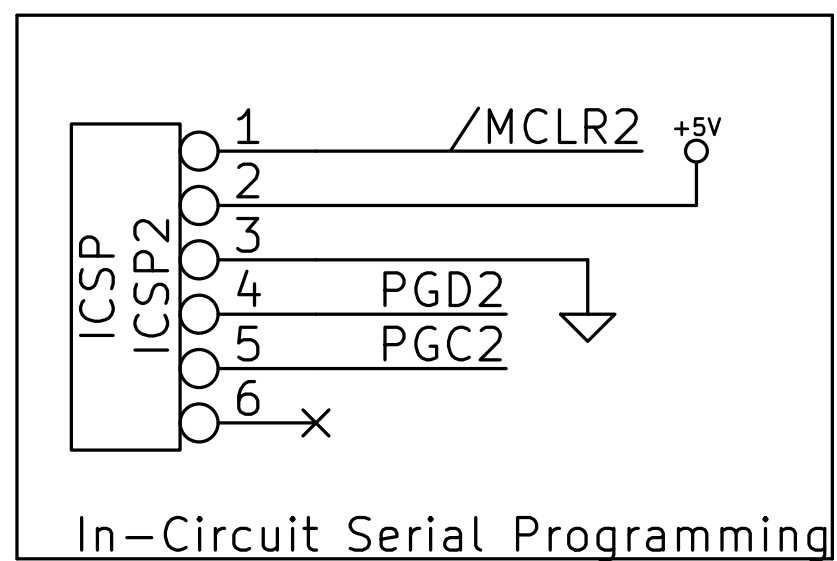 1 /MCLR2 +5V
2
3
4 PGD2
5 PGC2
6
ICSP
ICSP2
In-Circuit Serial Programming